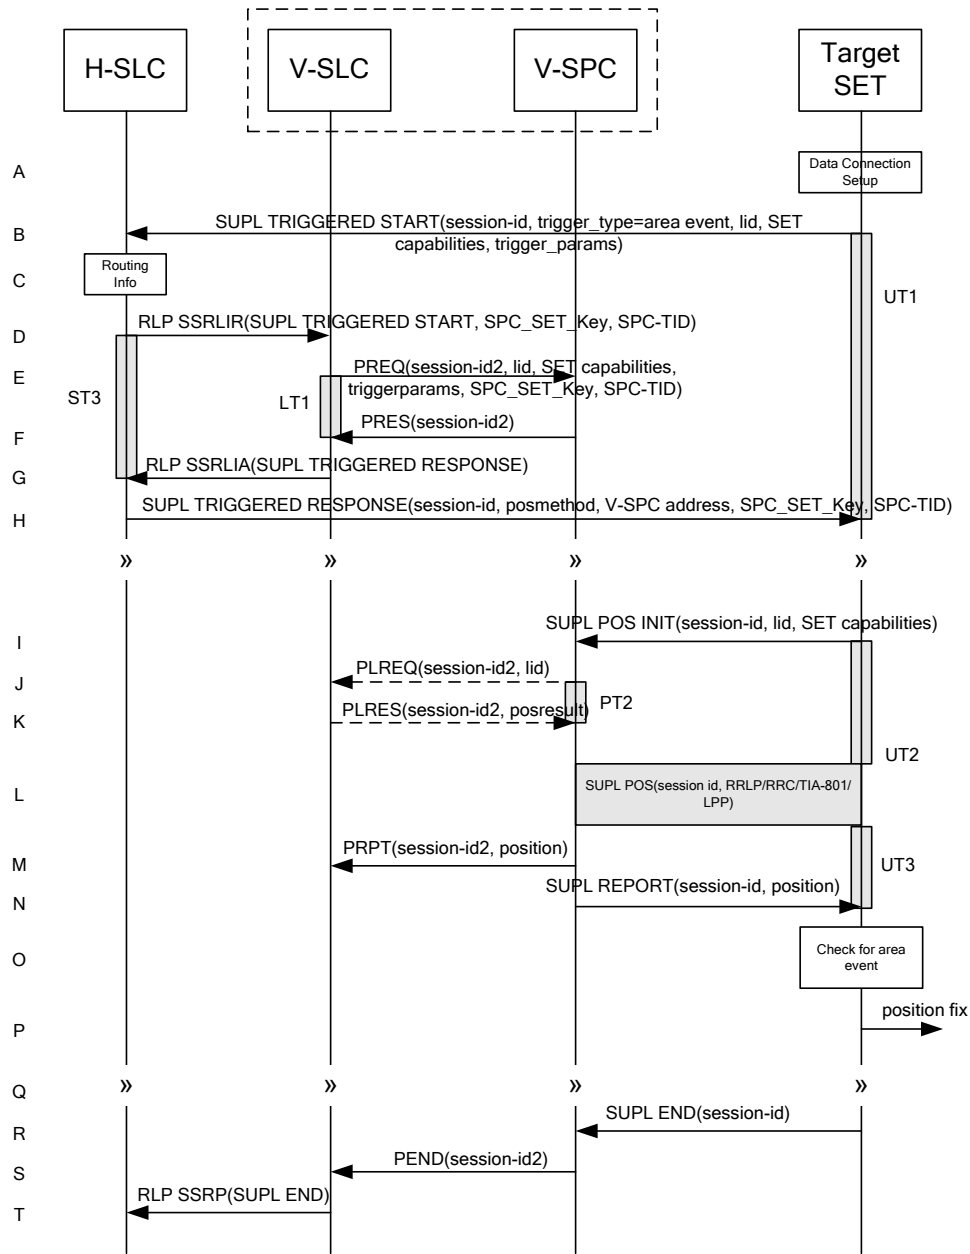 H-SLC
V-SLC
V-SPC
Target
SET
A
Data Connection
Setup
B
SUPL TRIGGERED START(session-id, trigger_type=area event, lid, SET
capabilities, trigger_params)
C
Routing
Info
UT1
D
RLP SSRLIR(SUPL TRIGGERED START, SPC_SET_Key, SPC-TID)
E
PREQ(session-id2, lid, SET capabilities,
triggerparams, SPC_SET_Key, SPC-TID)
ST3
LT1
F
PRES(session-id2)
G
RLP SSRLIA(SUPL TRIGGERED RESPONSE)
H
SUPL TRIGGERED RESPONSE(session-id, posmethod, V-SPC address, SPC_SET_Key, SPC-TID)
» » » »
I
SUPL POS INIT(session-id, lid, SET capabilities)
J
PLREQ(session-id2, lid)
K
PLRES(session-id2, posresult)
PT2
UT2
L
SUPL POS(session id, RRLP/RRC/TIA-801/
LPP)
M
PRPT(session-id2, position)
UT3
N
SUPL REPORT(session-id, position)
O
Check for area
event
P
position fix
Q
» » » »
R
SUPL END(session-id)
S
PEND(session-id2)
T
RLP SSRP(SUPL END)